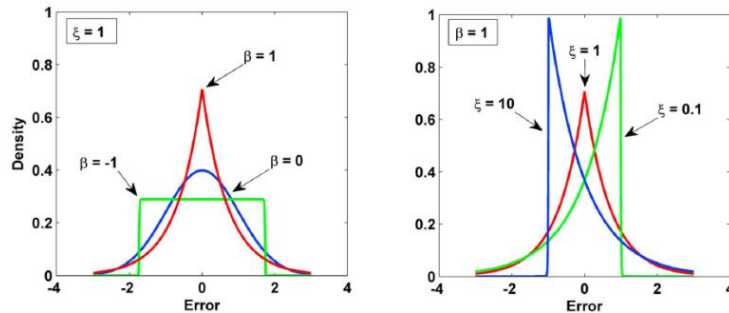 ξ = 1
1
0.8
0.6
0.4
0.2
0
Density
β = 1
β = -1
β = 0
-4
-2
0
2
4
Error
β = 1
1
0.8
0.6
0.4
0.2
0
ξ = 1
ξ = 10
ξ = 0.1
-4
-2
0
2
4
Error